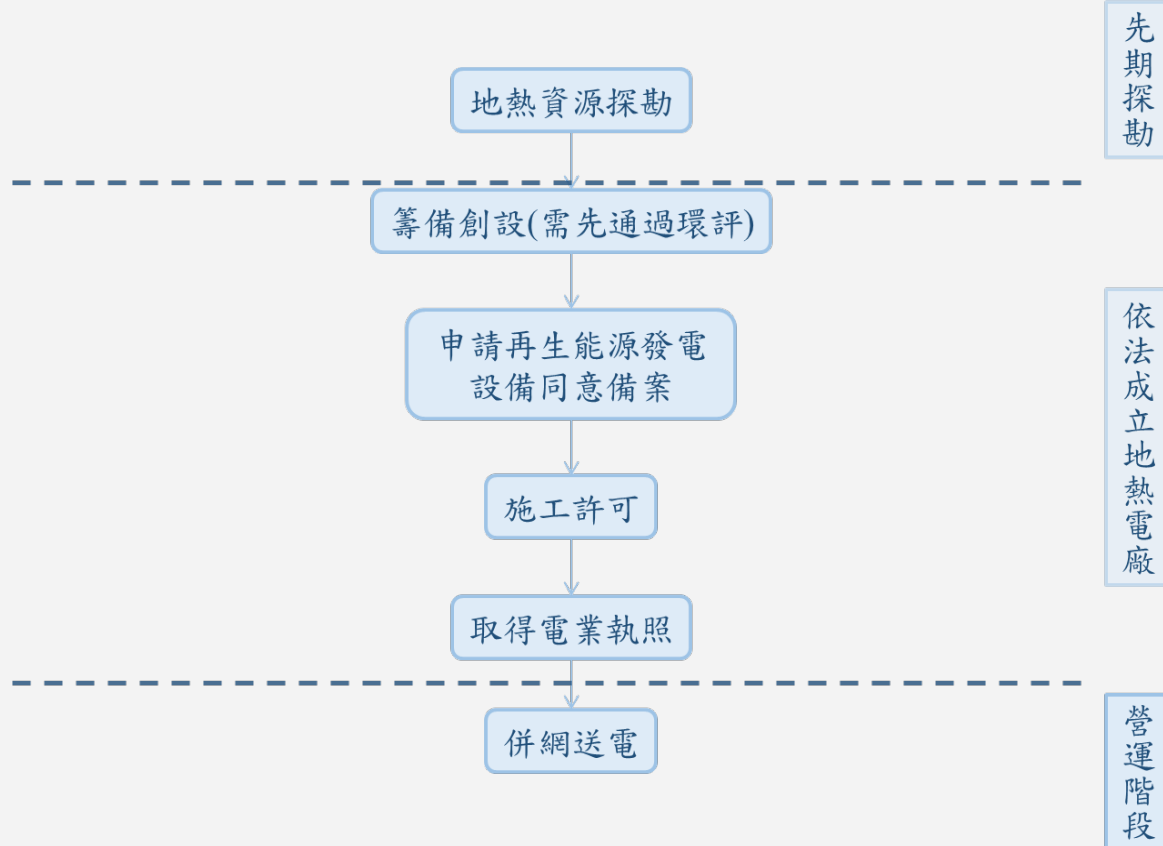 先期探勘
地熱資源探勘
籌備創設(需先通過環評)
申請再生能源發電
設備同意備案
依法成立地熱電廠
施工許可
取得電業執照
併網送電
營運階段